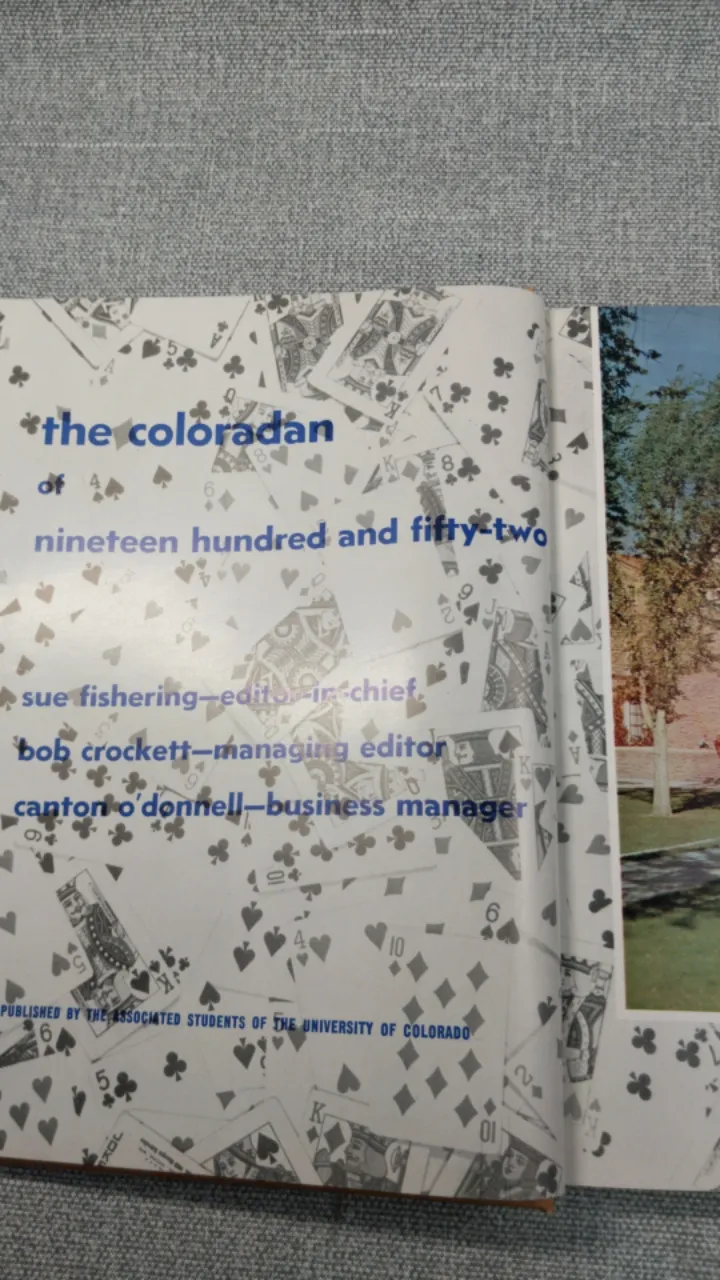 the coloradan
of
nineteen hundred and fifty-two
sue fishering—editor-in-chief
bob crockett—managing editor
canton o'donnell—business manager
PUBLISHED BY THE ASSOCIATED STUDENTS OF THE UNIVERSITY OF COLORADO